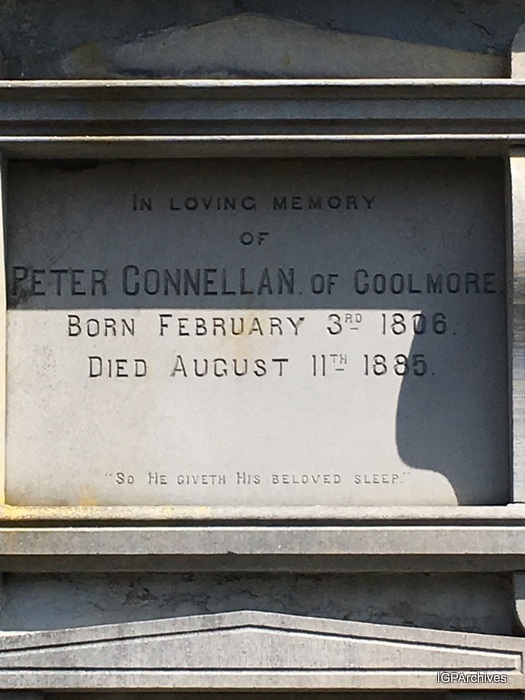 IN LOVING MEMORY
OF
PETER CONNELLAN. OF COOLMORE.
BORN FEBRUARY 3RD 1806.
DIED AUGUST 11TH 1885.
"SO HE GIVETH HIS BELOVED SLEEP."
IGPArchives